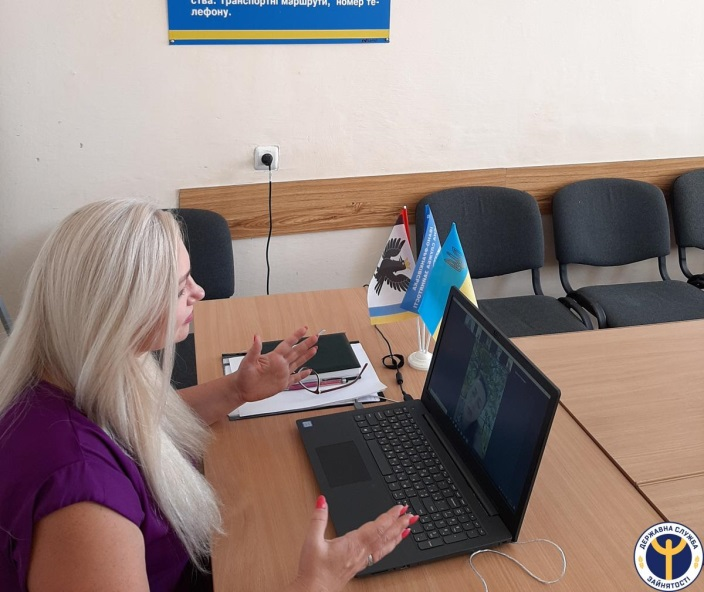 ства. Транспортні маршрути, номер те-
лефону.
ДЕРЖАВНА СЛУЖБА
ЗАЙНЯТОСТІ